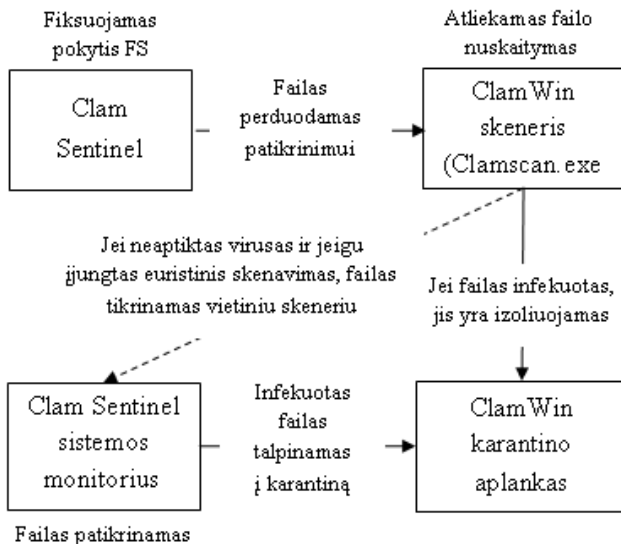 Fiksuojamas
pokytis FS
Clam
Sentinel
Failas
perduodamas
patikrinimui
Atliekamas failo
nuskaitymas
ClamWin
skeneris
(Clamscan.exe
Jei neaptiktas virusas ir jeigu
įjungtas euristinis skenavimas, failas
tikrinamas vietiniu skeneriu
Jei failas infekuotas,
jis yra izoliuojamas
Clam Sentinel
sistemos
monitorius
Failas patikrinamas
Infekuotas
failas
talpinamas
į karantiną
ClamWin
karantino
aplankas